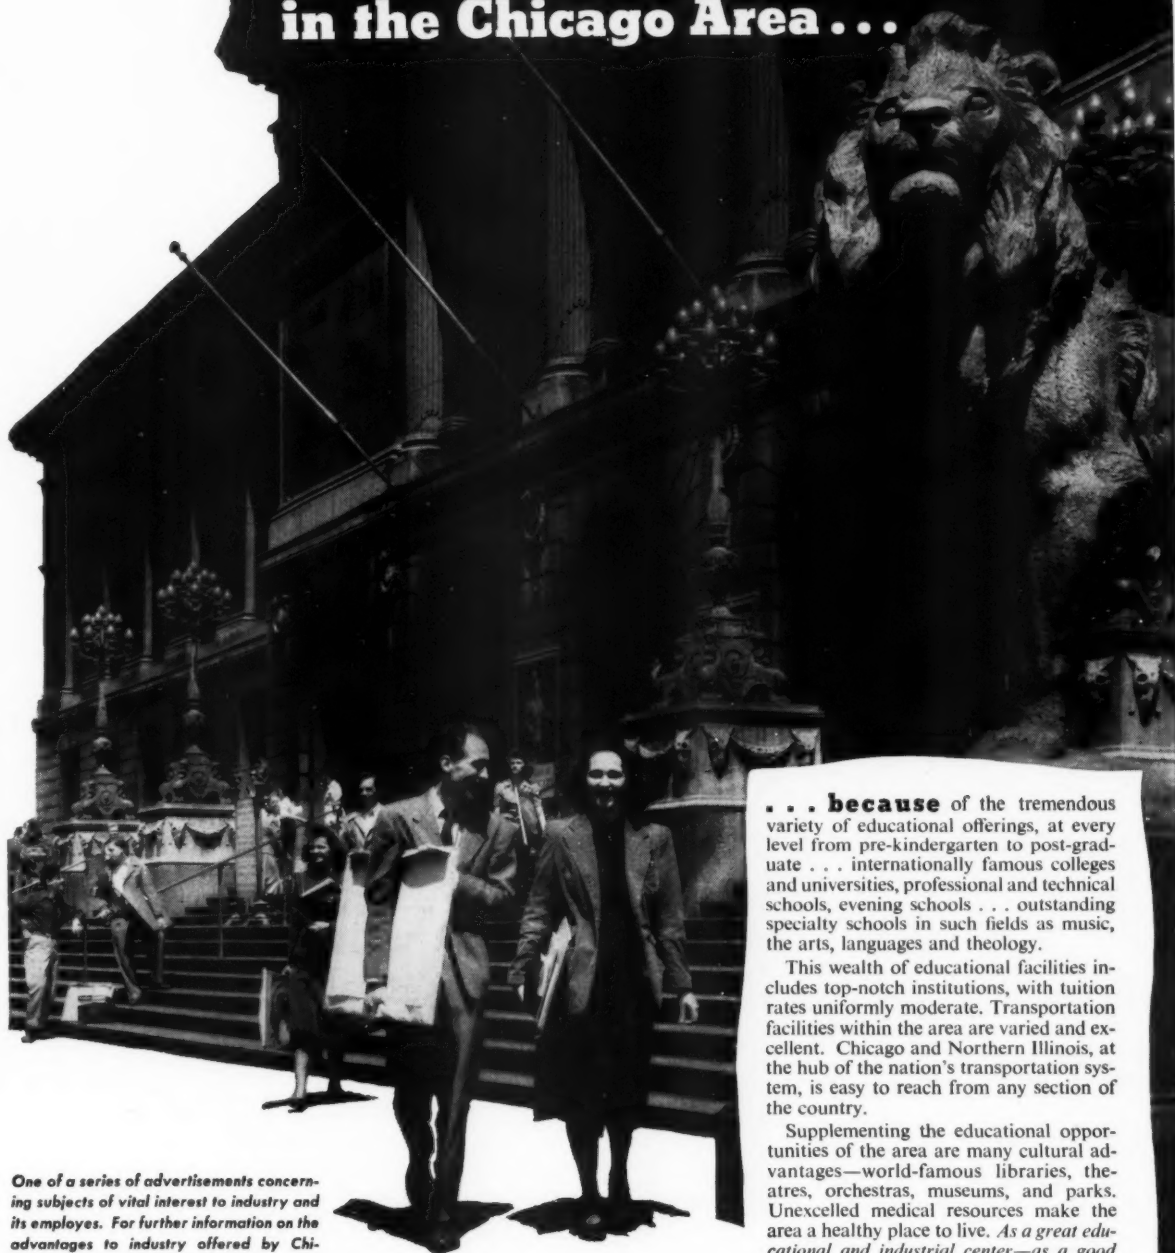 in the Chicago Area...
... because of the tremendous
variety of educational offerings, at every
level from pre-kindergarten to post-grad-
uate . . . internationally famous colleges
and universities, professional and technical
schools, evening schools . . . outstanding
specialty schools in such fields as music,
the arts, languages and theology.
This wealth of educational facilities in-
cludes top-notch institutions, with tuition
rates uniformly moderate. Transportation
facilities within the area are varied and ex-
cellent. Chicago and Northern Illinois, at
the hub of the nation's transportation sys-
tem, is easy to reach from any section of
the country.
Supplementing the educational oppor-
tunities of the area are many cultural ad-
vantages—world-famous libraries, the-
atres, orchestras, museums, and parks.
Unexcelled medical resources make the
area a healthy place to live. As a great edu-
cational and industrial center—as a good
One of a series of advertisements concern-
ing subjects of vital interest to industry and
its employes. For further information on the
advantages to industry offered by Chi-